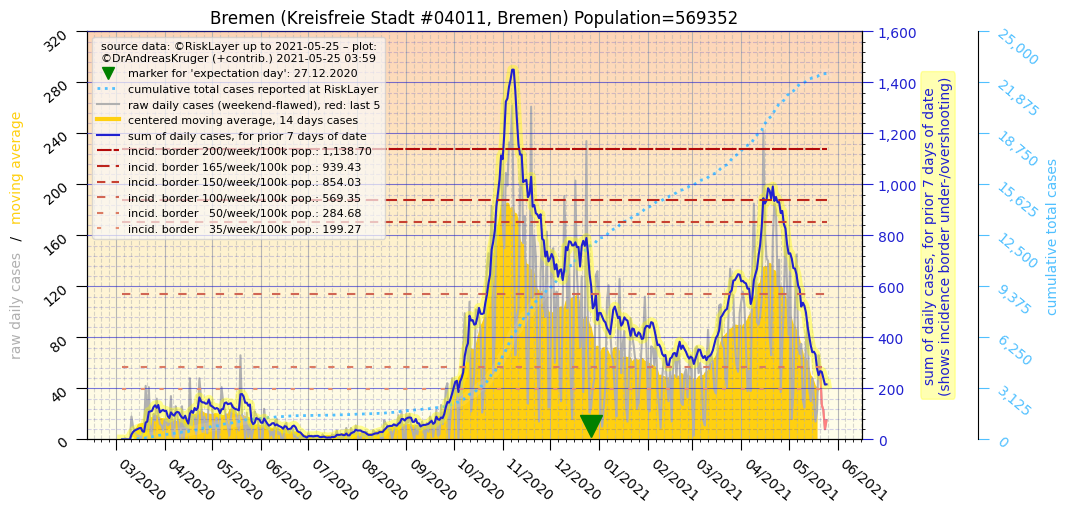 Bremen (Kreisfreie Stadt #04011, Bremen) Population=569352
source data: ©RiskLayer up to 2021-05-25 – plot:
©DrAndreasKruger (+contrib.) 2021-05-25 03:59
marker for 'expectation day': 27.12.2020
cumulative total cases reported at RiskLayer
raw daily cases (weekend-flawed), red: last 5
centered moving average, 14 days cases
sum of daily cases, for prior 7 days of date
incid. border 200/week/100k pop.: 1,138.70
incid. border 165/week/100k pop.: 939.43
incid. border 150/week/100k pop.: 854.03
incid. border 100/week/100k pop.: 569.35
incid. border   50/week/100k pop.: 284.68
incid. border   35/week/100k pop.: 199.27
raw daily cases / moving average
320
280
240
200
160
120
80
40
0
03/2020
04/2020
05/2020
06/2020
07/2020
08/2020
09/2020
10/2020
11/2020
12/2020
01/2021
02/2021
03/2021
04/2021
05/2021
06/2021
1,600
1,400
1,200
1,000
800
600
400
200
0
sum of daily cases, for prior 7 days of date
(shows incidence border under-/overshooting)
25,000
21,875
18,750
15,625
12,500
9,375
6,250
3,125
0
cumulative total cases